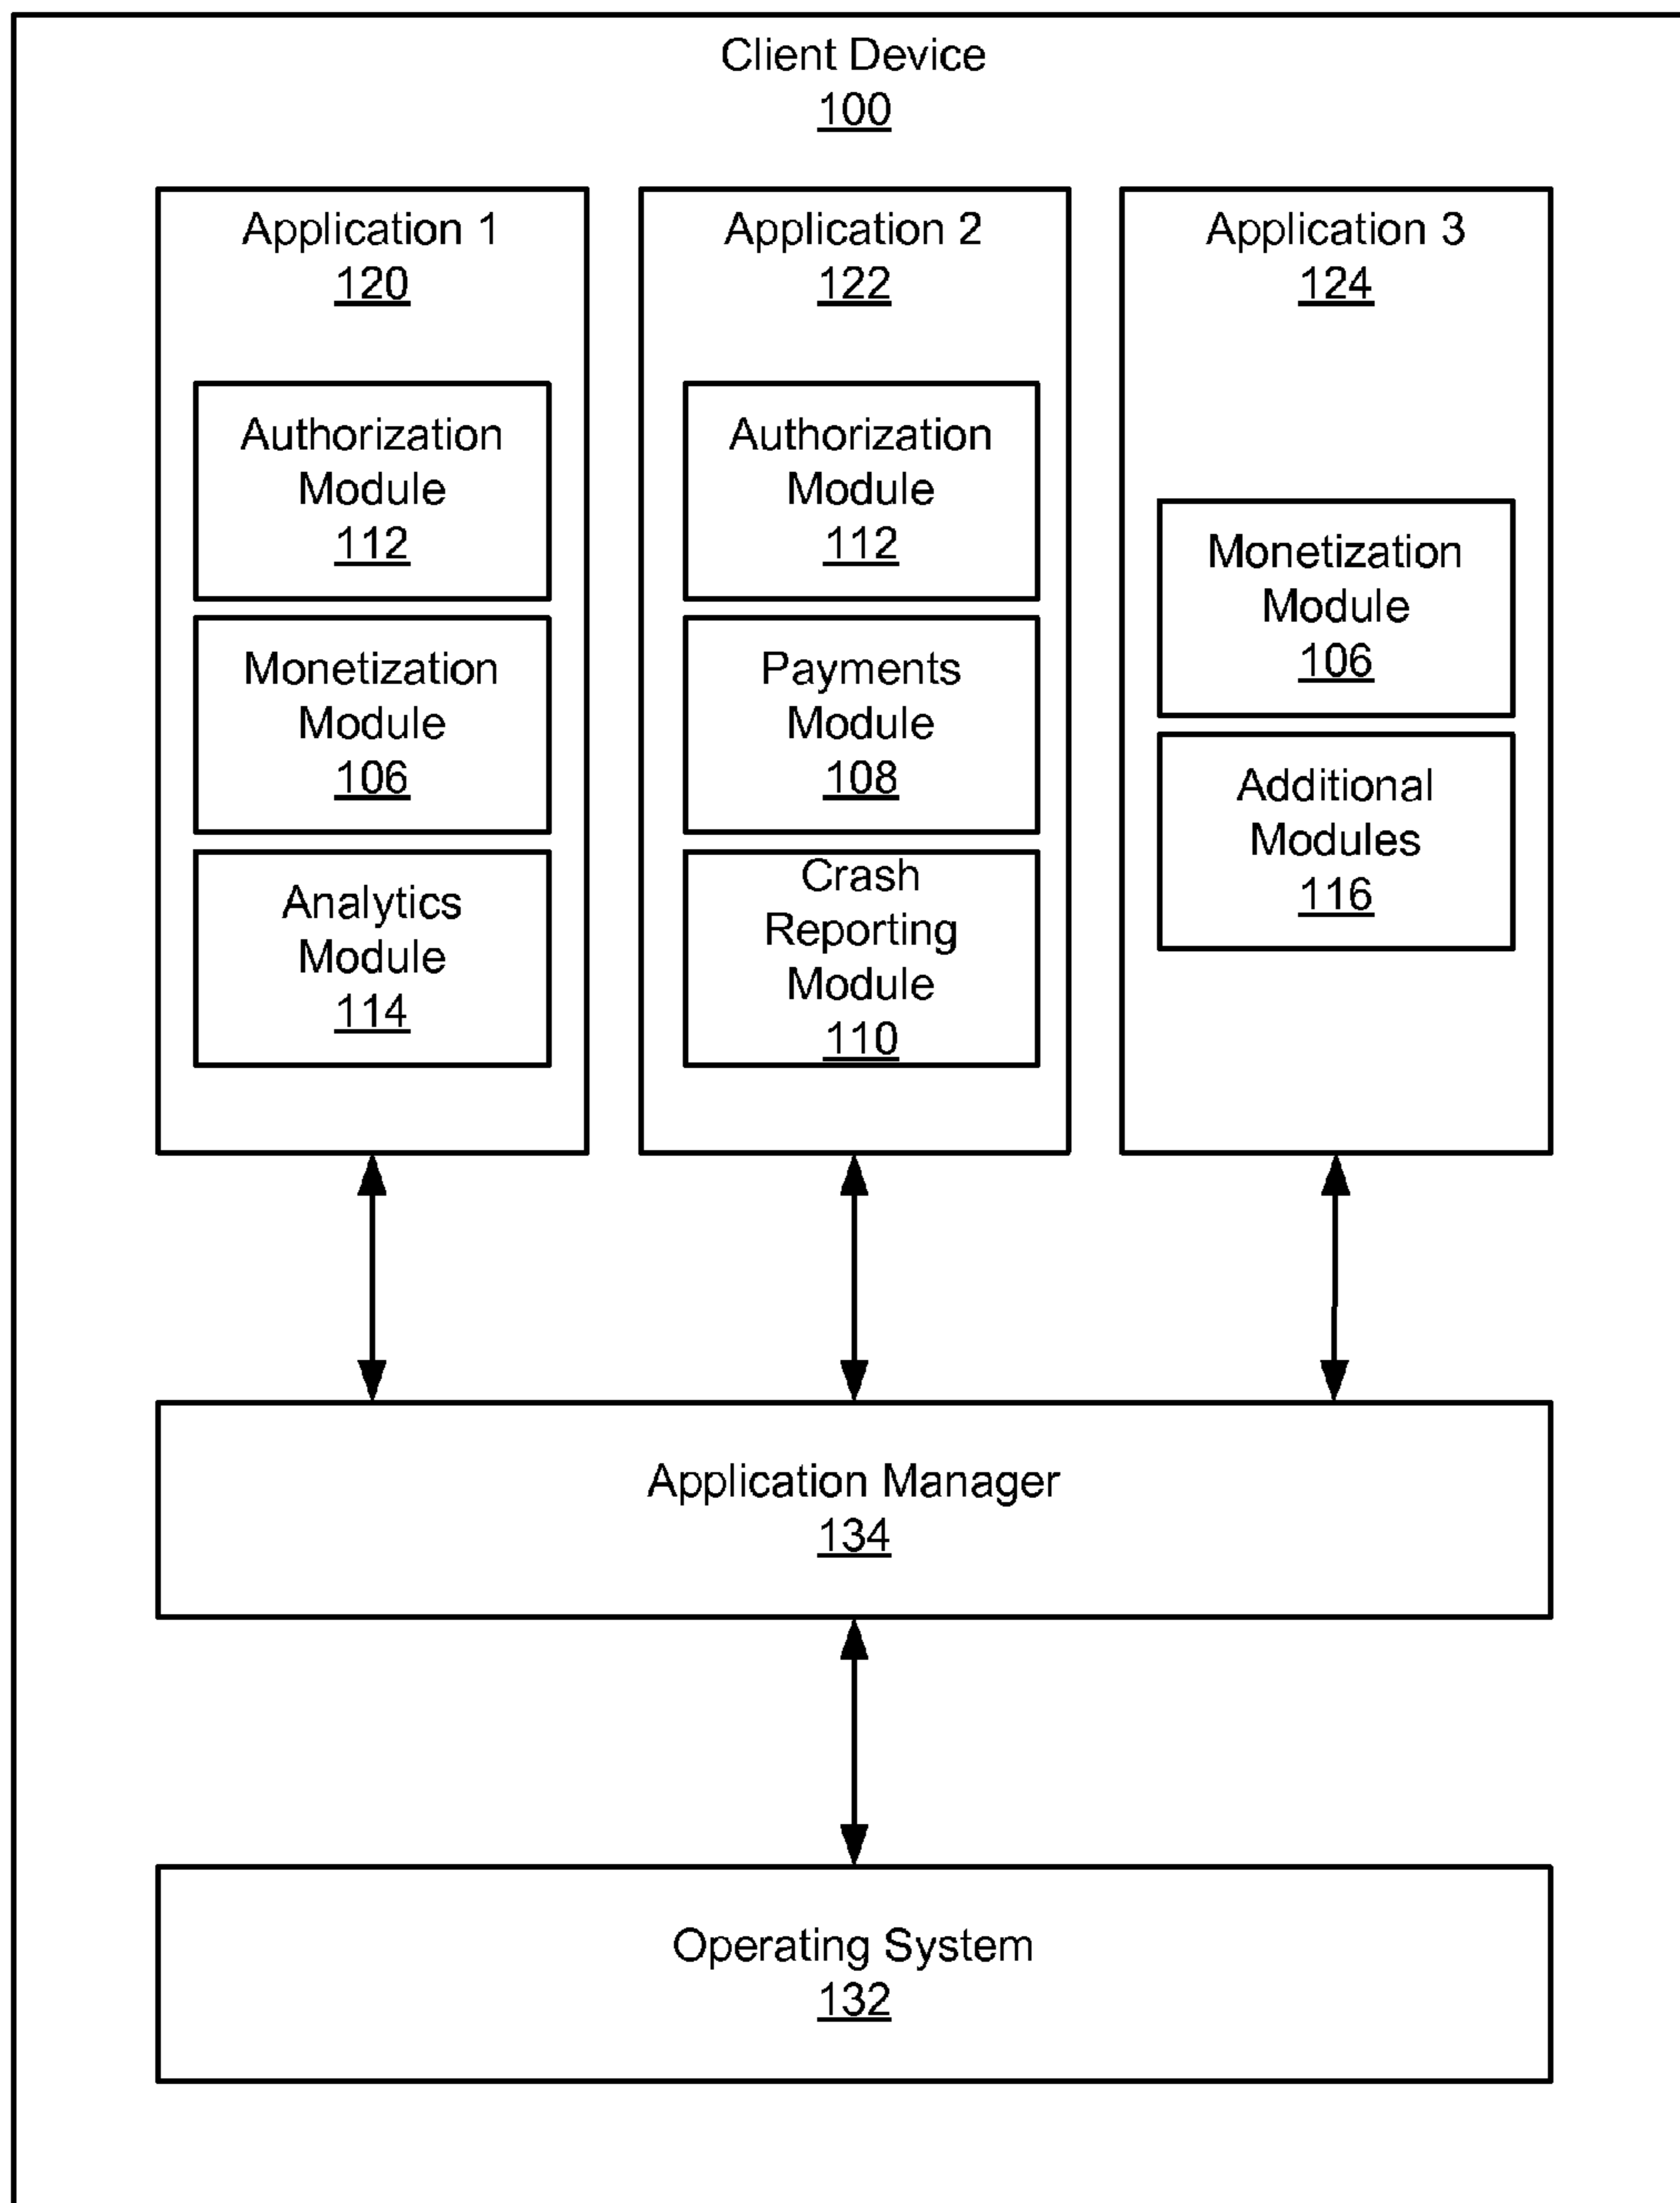 Client Device
100
Application 1
120
Authorization
Module
112
Monetization
Module
106
Analytics
Module
114
Application 2
122
Authorization
Module
112
Payments
Module
108
Crash
Reporting
Module
110
Application 3
124
Monetization
Module
106
Additional
Modules
116
Application Manager
134
Operating System
132